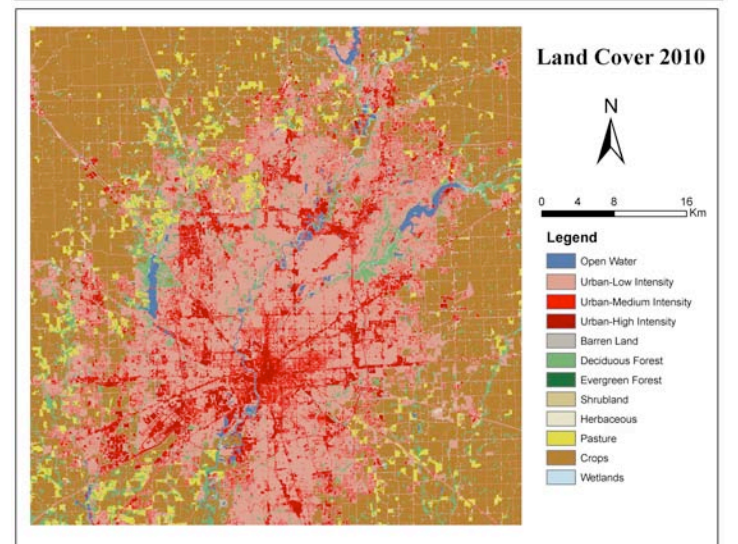 Land Cover 2010
N
0 4 8 16
Km
Legend
Open Water
Urban-Low Intensity
Urban-Medium Intensity
Urban-High Intensity
Barren Land
Deciduous Forest
Evergreen Forest
Shrubland
Herbaceous
Pasture
Crops
Wetlands